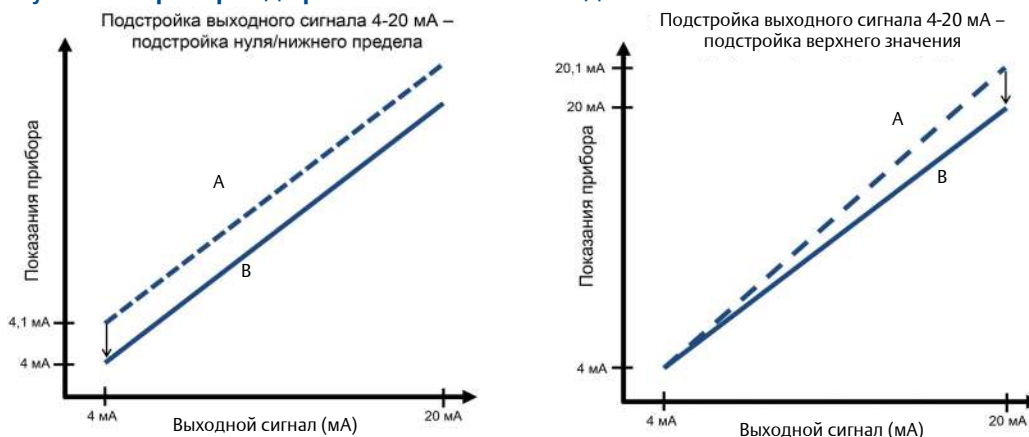 Подстройка выходного сигнала 4-20 мА –
подстройка нуля/нижнего предела
Показания прибора
A
B
4,1 мА
4 мА
4 мА
20 мА
Выходной сигнал (мА)
Подстройка выходного сигнала 4-20 мА –
подстройка верхнего значения
20,1 мА
20 мА
Показания прибора
A
B
4 мА
4 мА
20 мА
Выходной сигнал (мА)